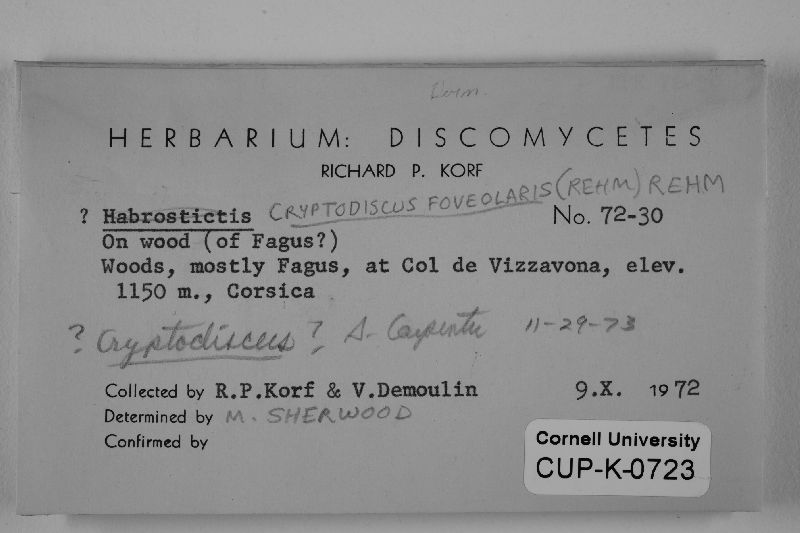 HERBARIUM: DISCOMYCETES
RICHARD P. KORF
? Habrostictis CRYPTODISCUS FOVEOLARIS (REHM) REHM
No. 72-30
On wood (of Fagus?)
Woods, mostly Fagus, at Col de Vizzavona, elev.
1150 m., Corsica
? Cryptodiscus ?, S. Carpenter 11-29-73
Collected by R.P.Korf & V.Demoulin 9.X. 1972
Determined by M. SHERWOOD
Confirmed by
Cornell University
CUP-K-0723